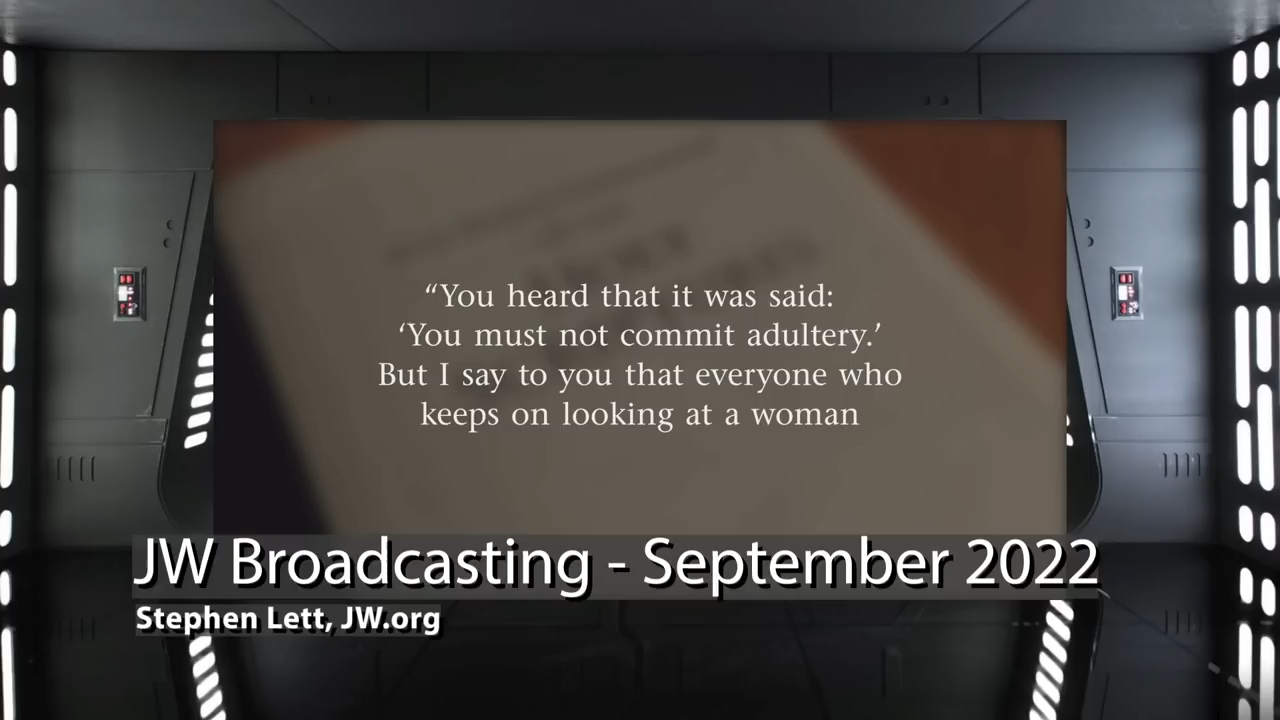 “You heard that it was said:
‘You must not commit adultery.’
But I say to you that everyone who
keeps on looking at a woman
JW Broadcasting - September 2022
Stephen Lett, JW.org